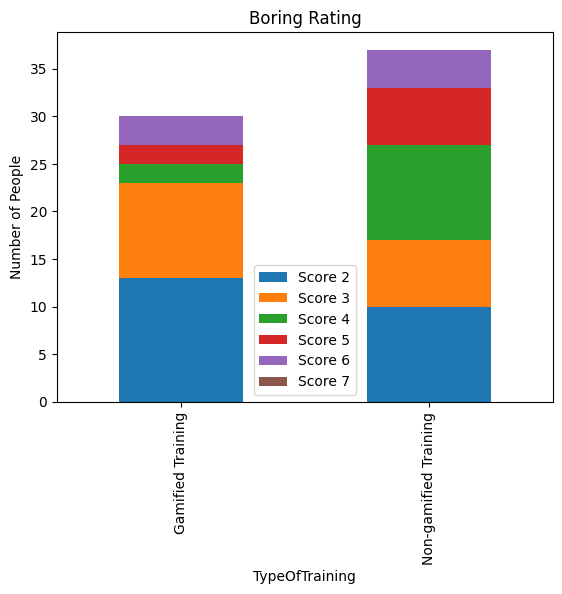 Boring Rating
Number of People
35
30
25
20
15
10
5
0
Score 2
Score 3
Score 4
Score 5
Score 6
Score 7
Gamified Training
Non-gamified Training
TypeOfTraining